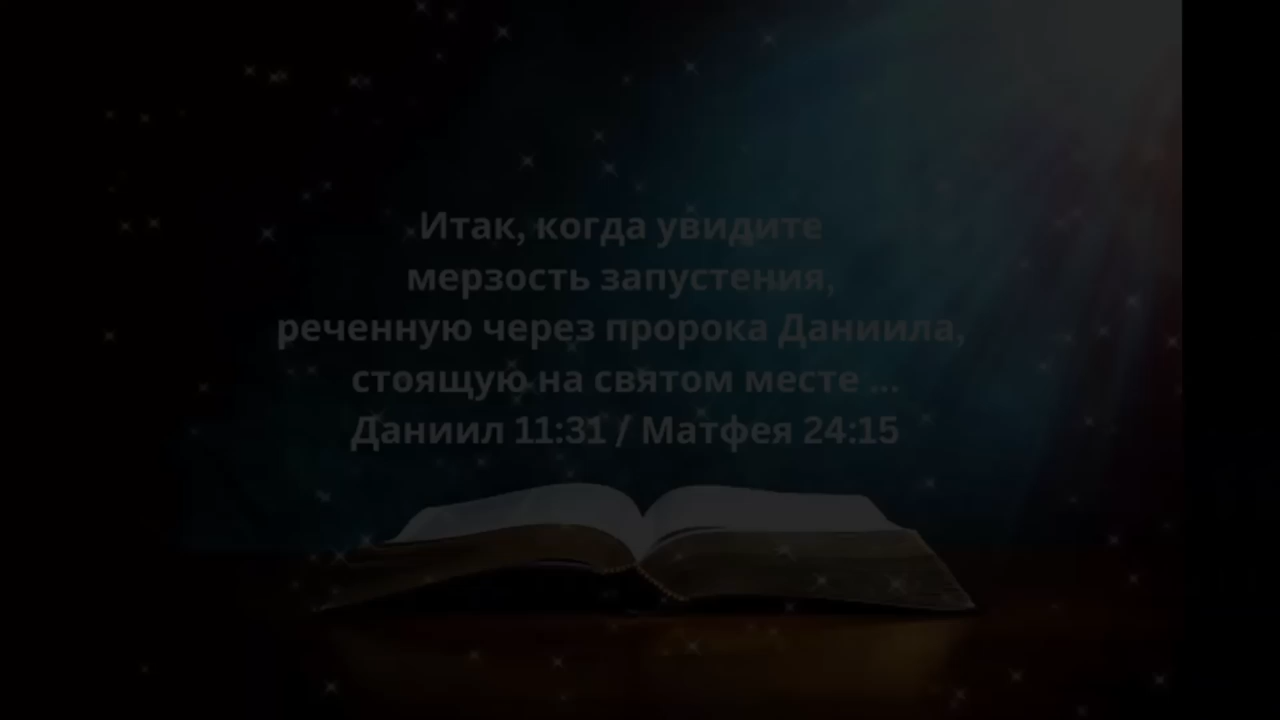 Итак, когда увидите
мерзость запустения,
реченную через пророка Даниила,
стоящую на святом месте ...
Даниил 11:31 / Матфея 24:15